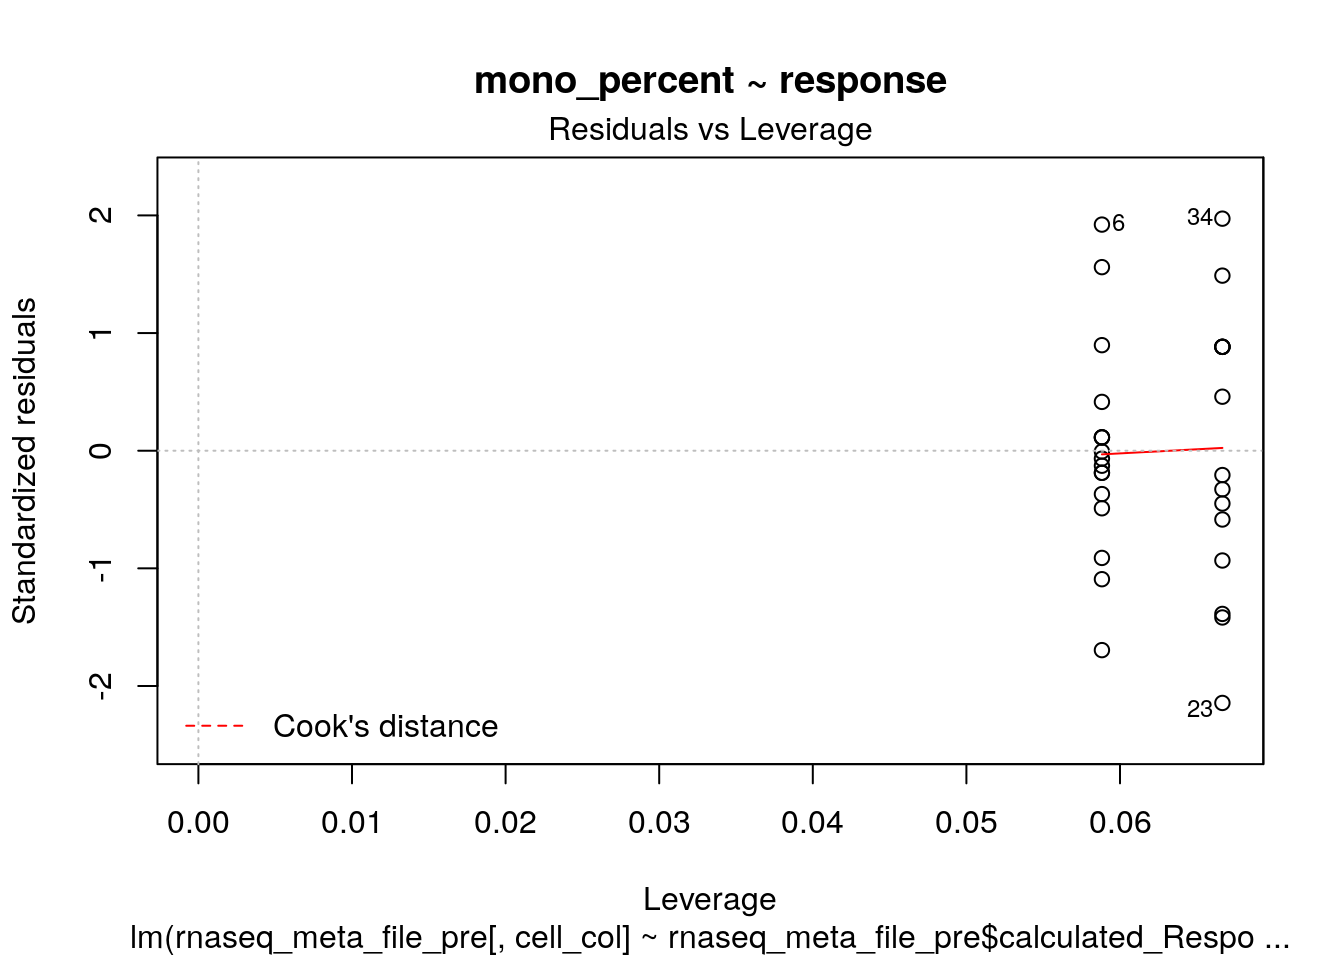 mono_percent ~ response
Residuals vs Leverage
Standardized residuals
2
1
0
-1
-2
6
34
23
Cook's distance
0.00 0.01 0.02 0.03 0.04 0.05 0.06
Leverage
lm(rnaseq_meta_file_pre[, cell_col] ~ rnaseq_meta_file_pre$calculated_Respo ...